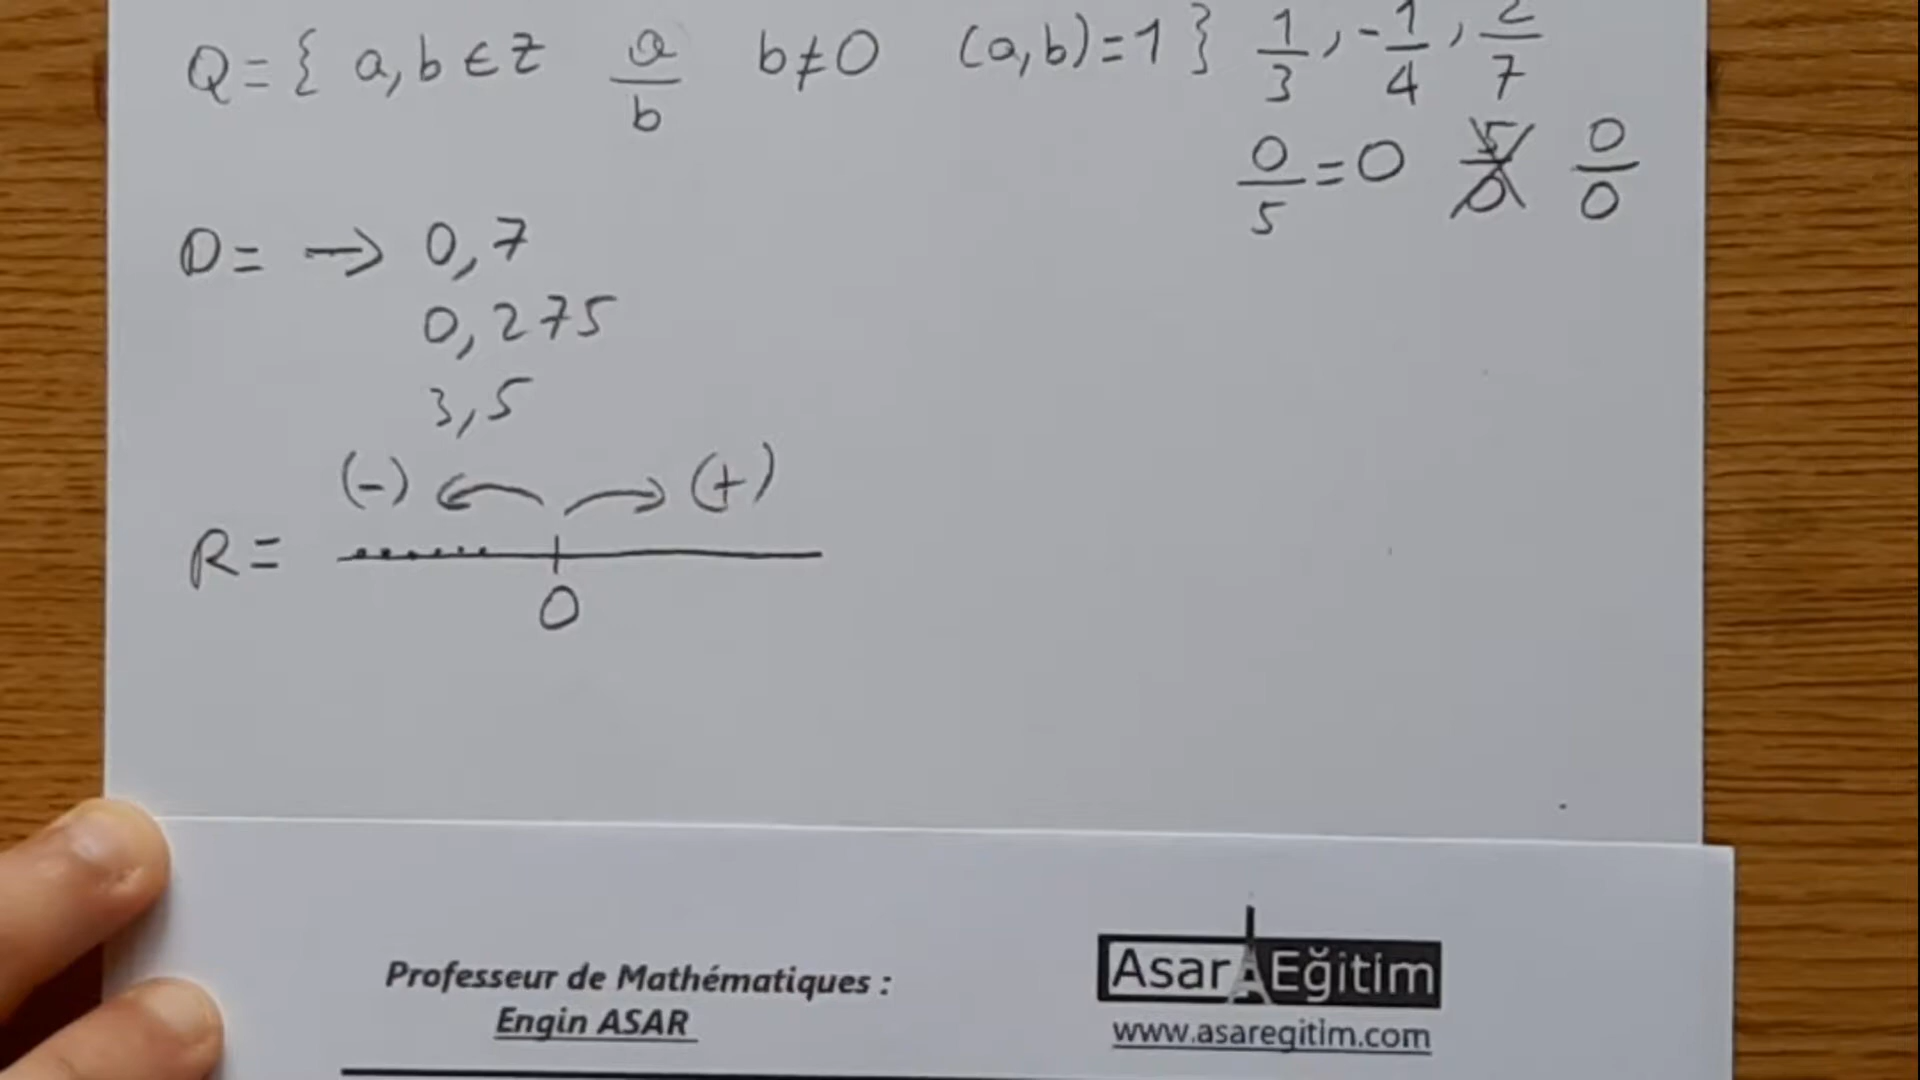 Q = { a, b ∈ Z a/b b ≠ 0 (a, b) = 1 } 1/3 , -1/4 , 2/7
0/5 = 0 5/0 0/0
D = → 0,7
0,275
3,5
(-) ← → (+)
R =
0
Professeur de Mathématiques :
Engin ASAR
Asar Eğitim
www.asaregitim.com